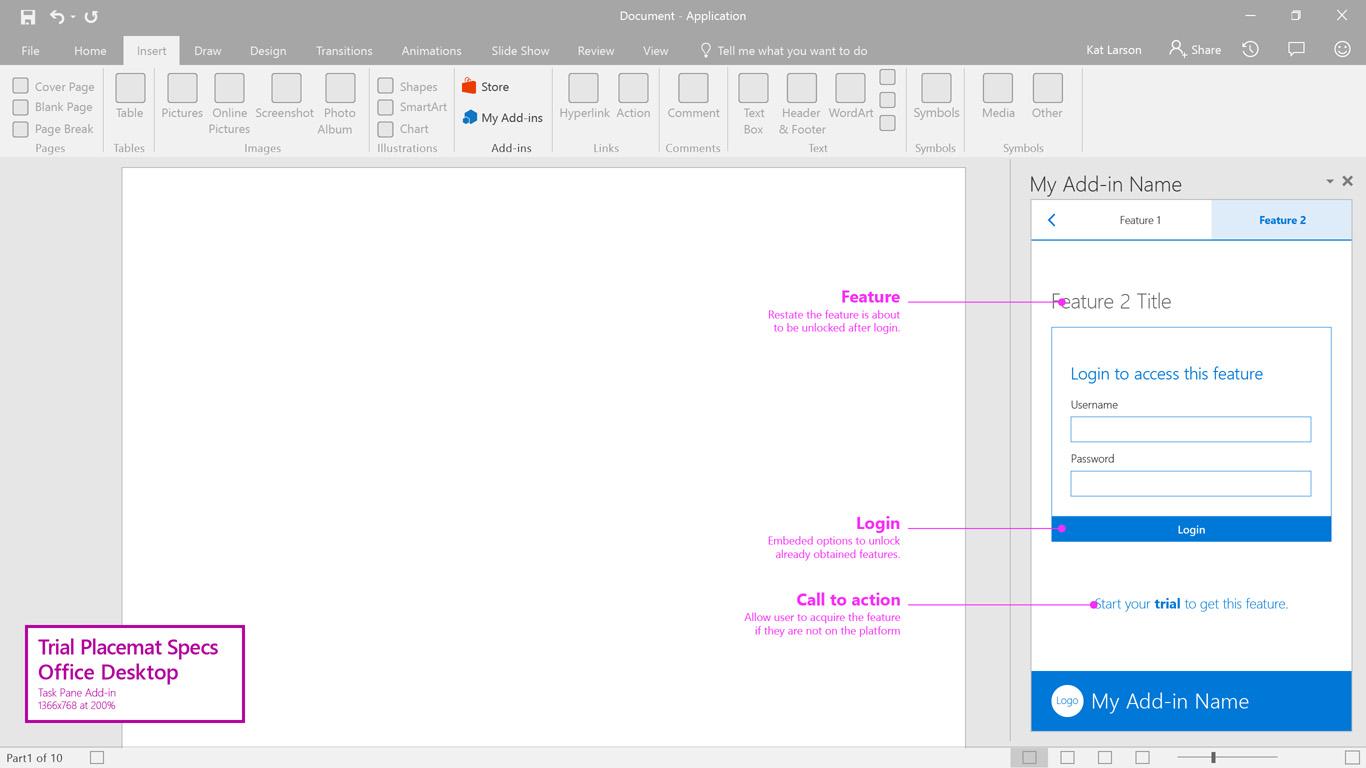 Document - Application
File Home Insert Draw Design Transitions Animations Slide Show Review View Tell me what you want to do Kat Larson Share
Cover Page
Blank Page
Page Break
Pages
Table
Tables
Pictures
Online
Pictures
Screenshot
Photo
Album
Images
Shapes
SmartArt
Chart
Illustrations
Store
My Add-ins
Add-ins
Hyperlink
Action
Links
Comment
Comments
Text
Box
Header
& Footer
WordArt
Text
Symbols
Symbols
Media
Other
Symbols
My Add-in Name
Feature 1
Feature 2
Feature
Restate the feature is about
to be unlocked after login.
Feature 2 Title
Login to access this feature
Username
Password
Login
Embeded options to unlock
already obtained features.
Login
Call to action
Allow user to acquire the feature
if they are not on the platform
Start your trial to get this feature.
Trial Placemat Specs
Office Desktop
Task Pane Add-in
1366x768 at 200%
Logo
My Add-in Name
Part1 of 10